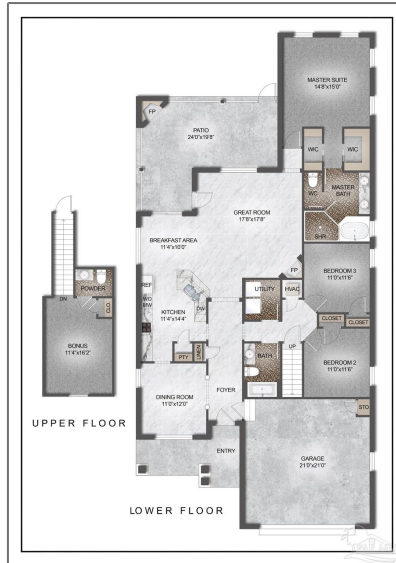 MASTER SUITE
14'8"x15'0"
FP
PATIO
24'0"x19'8"
WIC
WIC
WC
MASTER
BATH
GREAT ROOM
17'8"x17'8"
SHR
BREAKFAST AREA
11'4"x10'0"
FP
BEDROOM 3
11'0"x11'6"
REF
UTILITY
HVAC
WO
MW
DW
KITCHEN
11'4"x14'4"
CLOSET
CLOSET
PTY
LINEN
BATH
UP
BEDROOM 2
11'0"x11'6"
DINING ROOM
11'0"x12'0"
FOYER
STO
ENTRY
GARAGE
21'0"x21'0"
LOWER FLOOR
DN
POWDER
CLO
BONUS
11'4"x16'2"
UPPER FLOOR